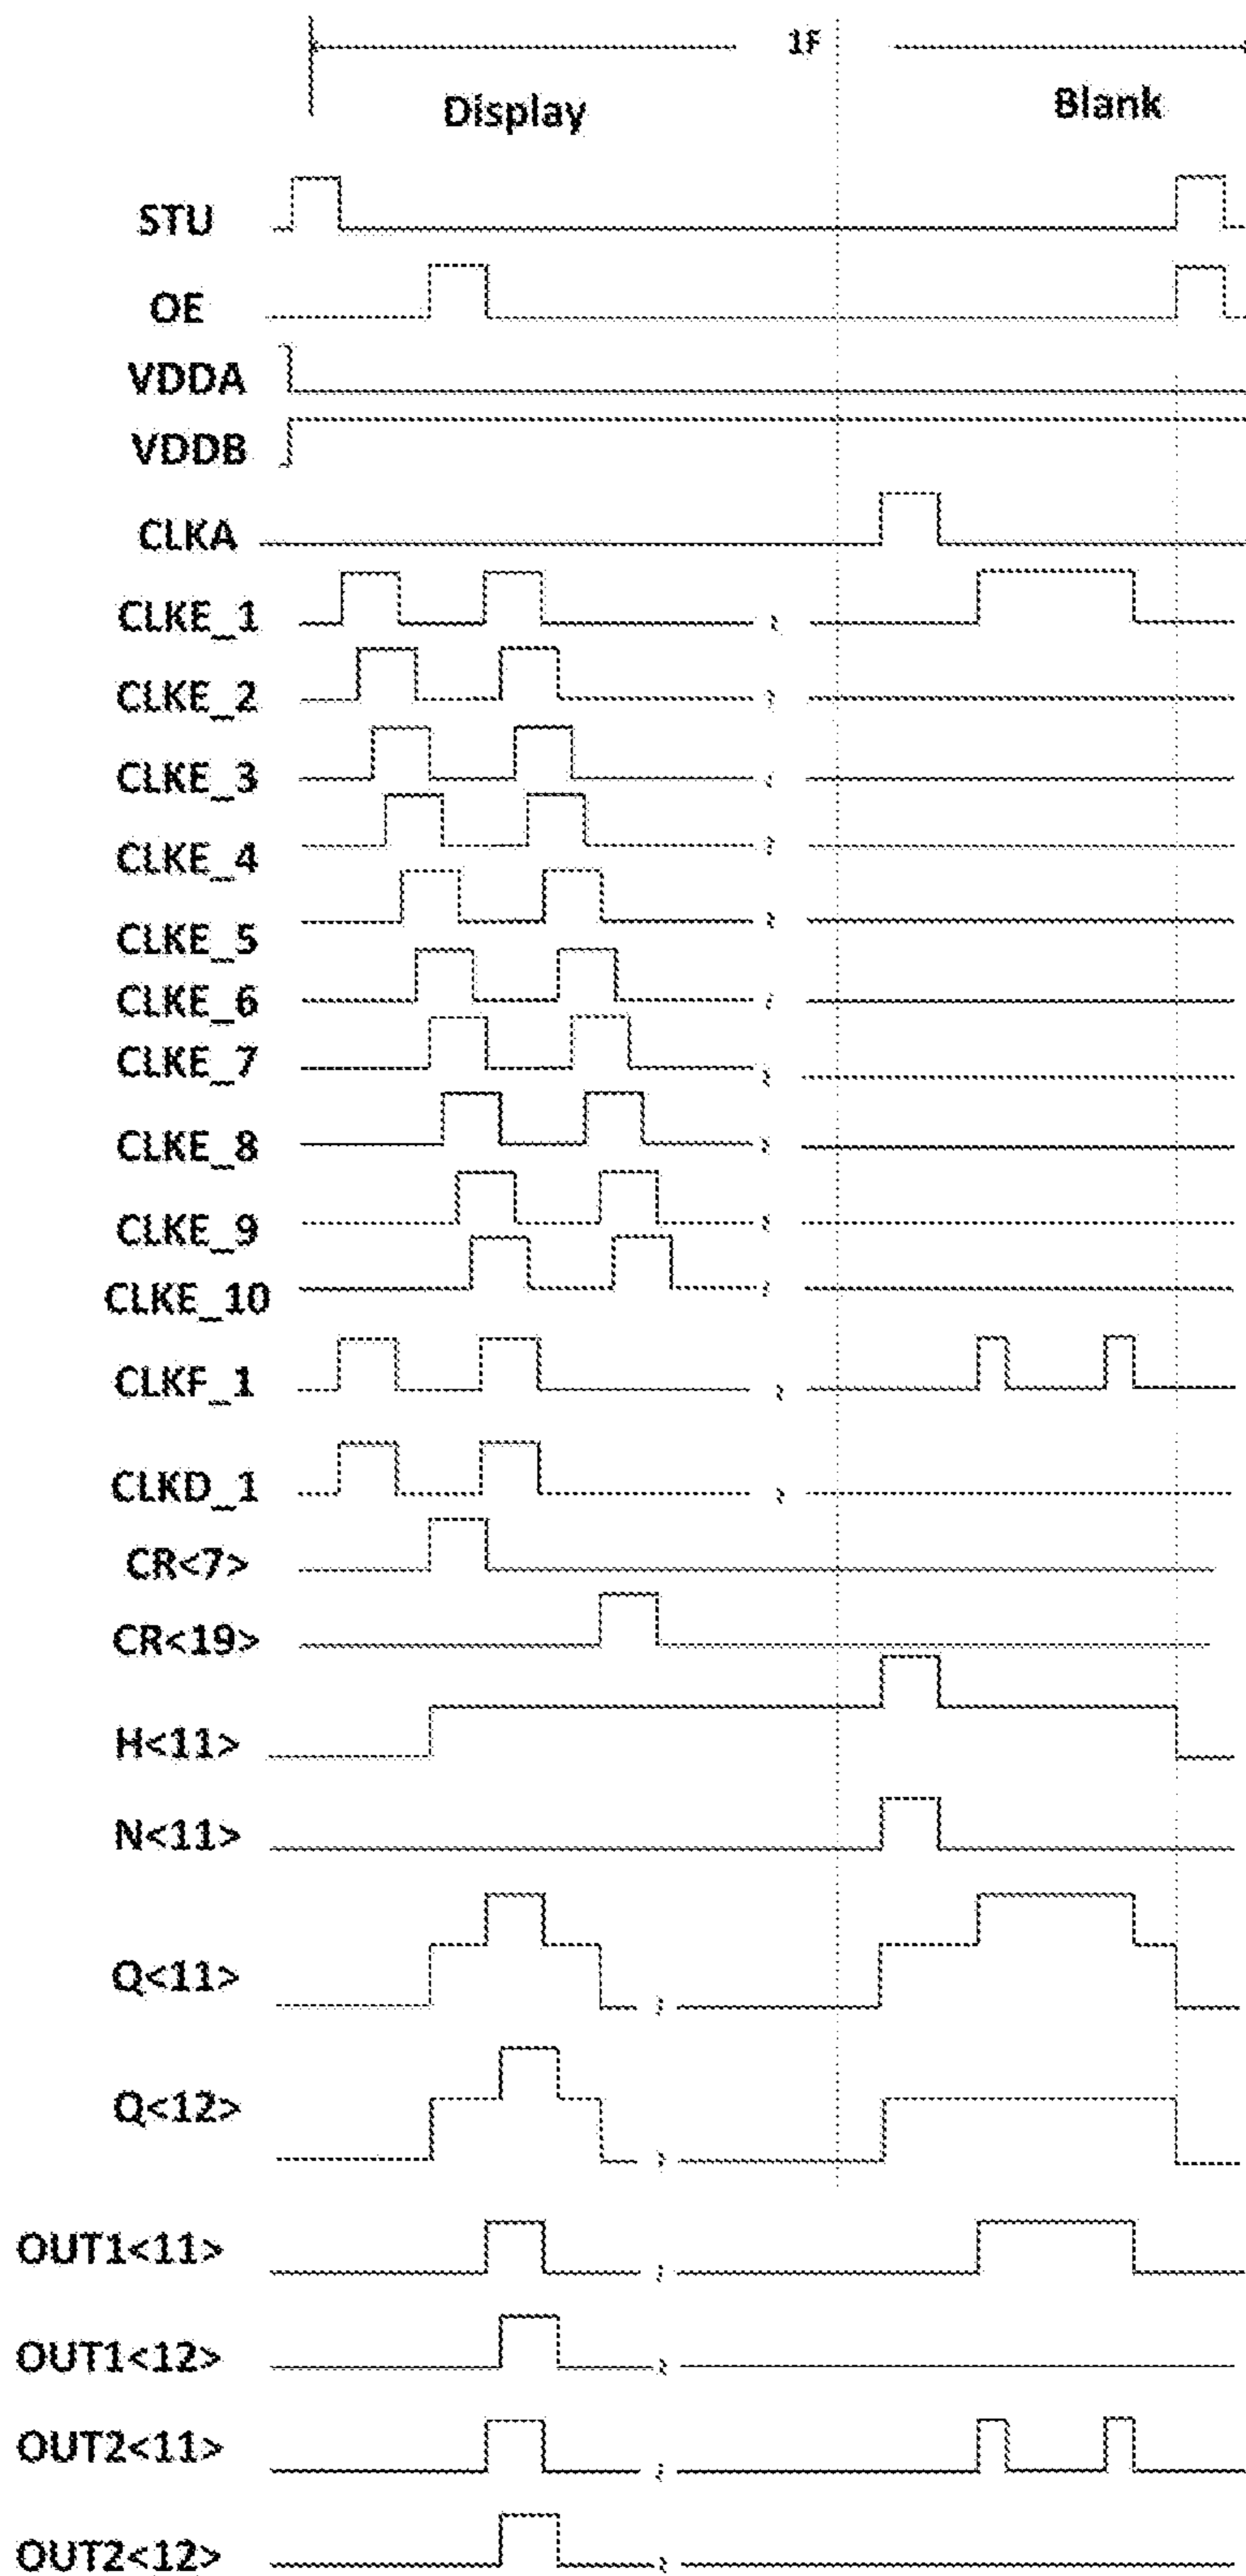 1F
Display Blank
STU
OE
VDDA
VDDB
CLKA
CLKE_1
CLKE_2
CLKE_3
CLKE_4
CLKE_5
CLKE_6
CLKE_7
CLKE_8
CLKE_9
CLKE_10
CLKF_1
CLKD_1
CR<7>
CR<19>
H<11>
N<11>
Q<11>
Q<12>
OUT1<11>
OUT1<12>
OUT2<11>
OUT2<12>